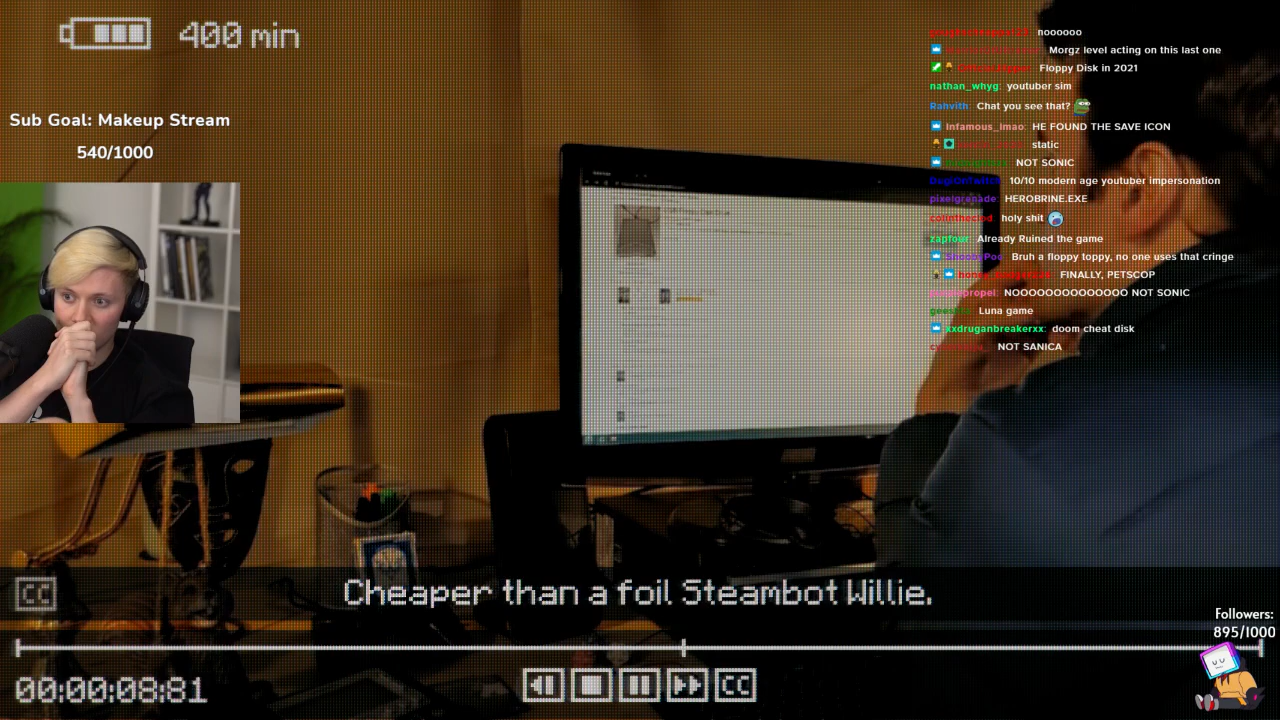 400 min
Sub Goal: Makeup Stream
540/1000
noooooo
Morgz level acting on this last one
Floppy Disk in 2021
nathan_whyg: youtuber sim
Rahvith: Chat you see that?
Infamous_lmao: HE FOUND THE SAVE ICON
static
NOT SONIC
10/10 modern age youtuber impersonation
pixelgrenade: HEROBRINE.EXE
holy shit
zapfour: Already Ruined the game
Bruh a floppy toppy, no one uses that cringe
FINALLY, PETSCOP
NOOOOOOOOOOOOOO NOT SONIC
Luna game
xxdruganbreakerxx: doom cheat disk
NOT SANICA
CC
Cheaper than a foil Steambot Willie.
Followers:
895/1000
00:00:08:81
CC